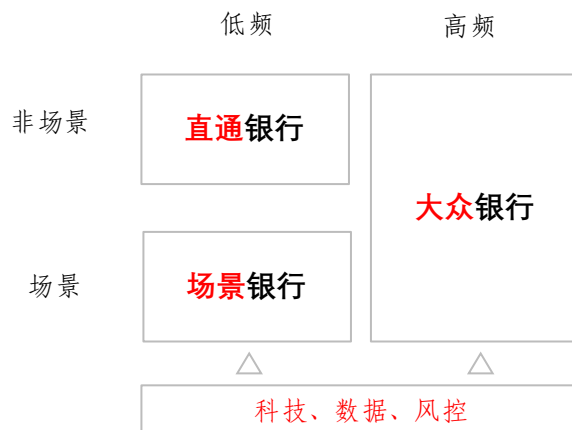 低频 高频
非场景
直通银行
大众银行
场景
场景银行
科技、数据、风控